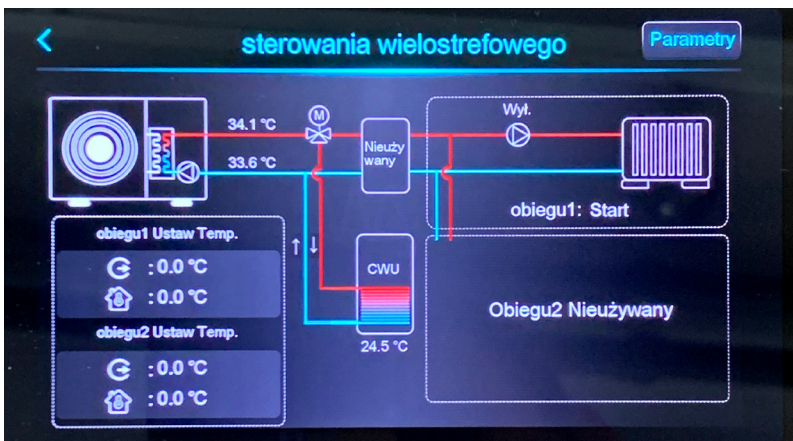 sterowania wielostrefowego
Parametry
34.1 °C
M
Wył.
Nieuży
wany
33.6 °C
obiegu1: Start
obiegu1 Ustaw Temp.
: 0.0 °C
: 0.0 °C
CWU
obiegu2 Ustaw Temp.
: 0.0 °C
: 0.0 °C
24.5 °C
Obiegu2 Nieużywany